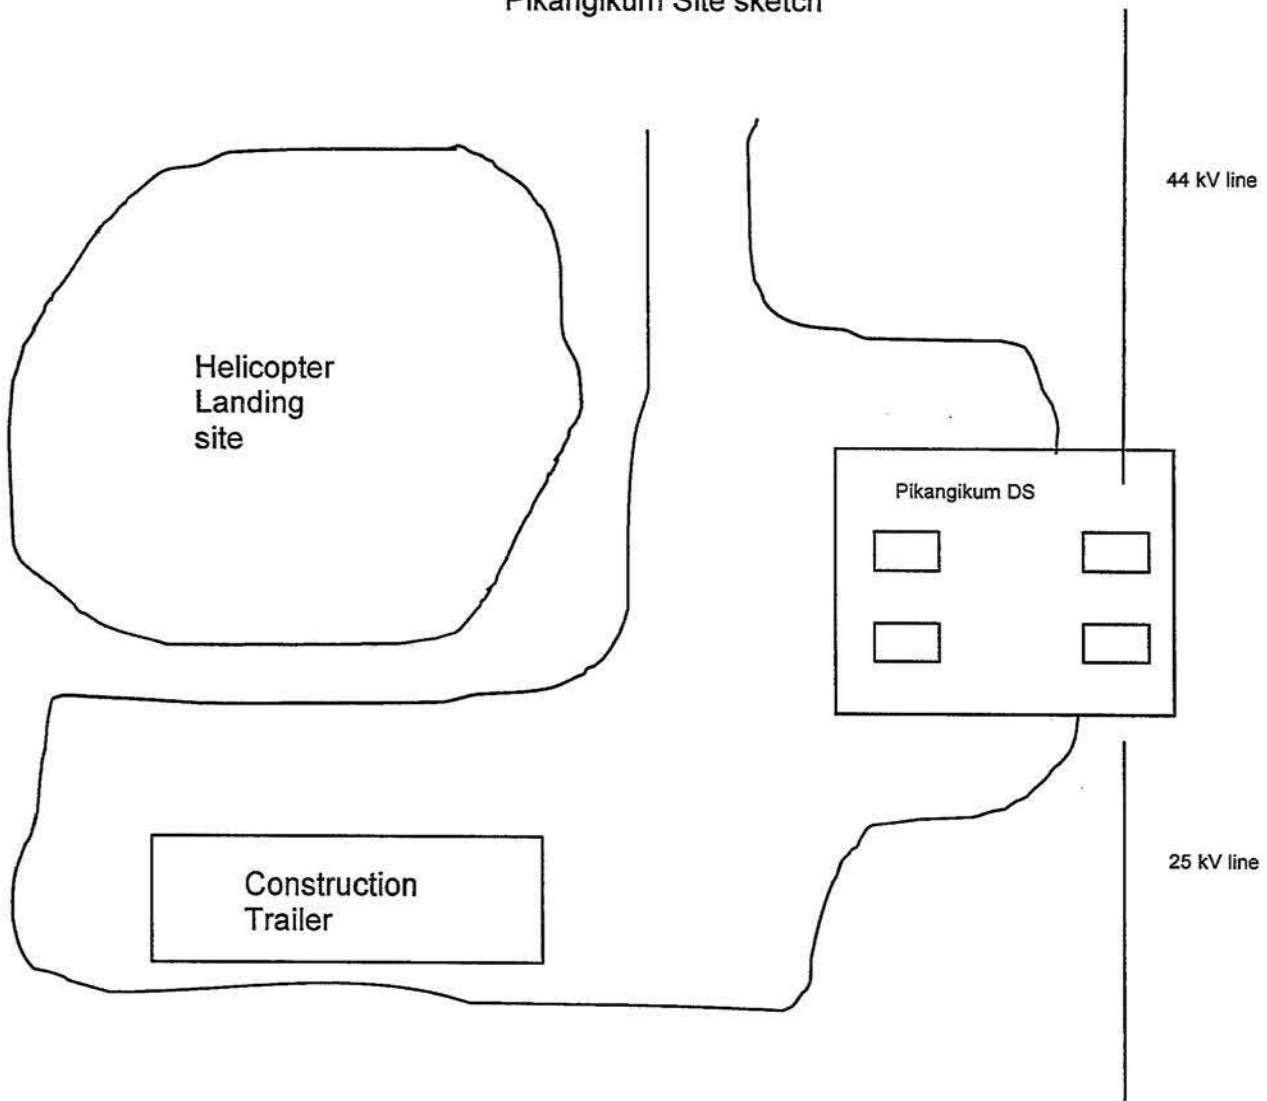 Pikangikum Site sketch
44 kV line
Helicopter
Landing
site
Pikangikum DS
25 kV line
Construction
Trailer